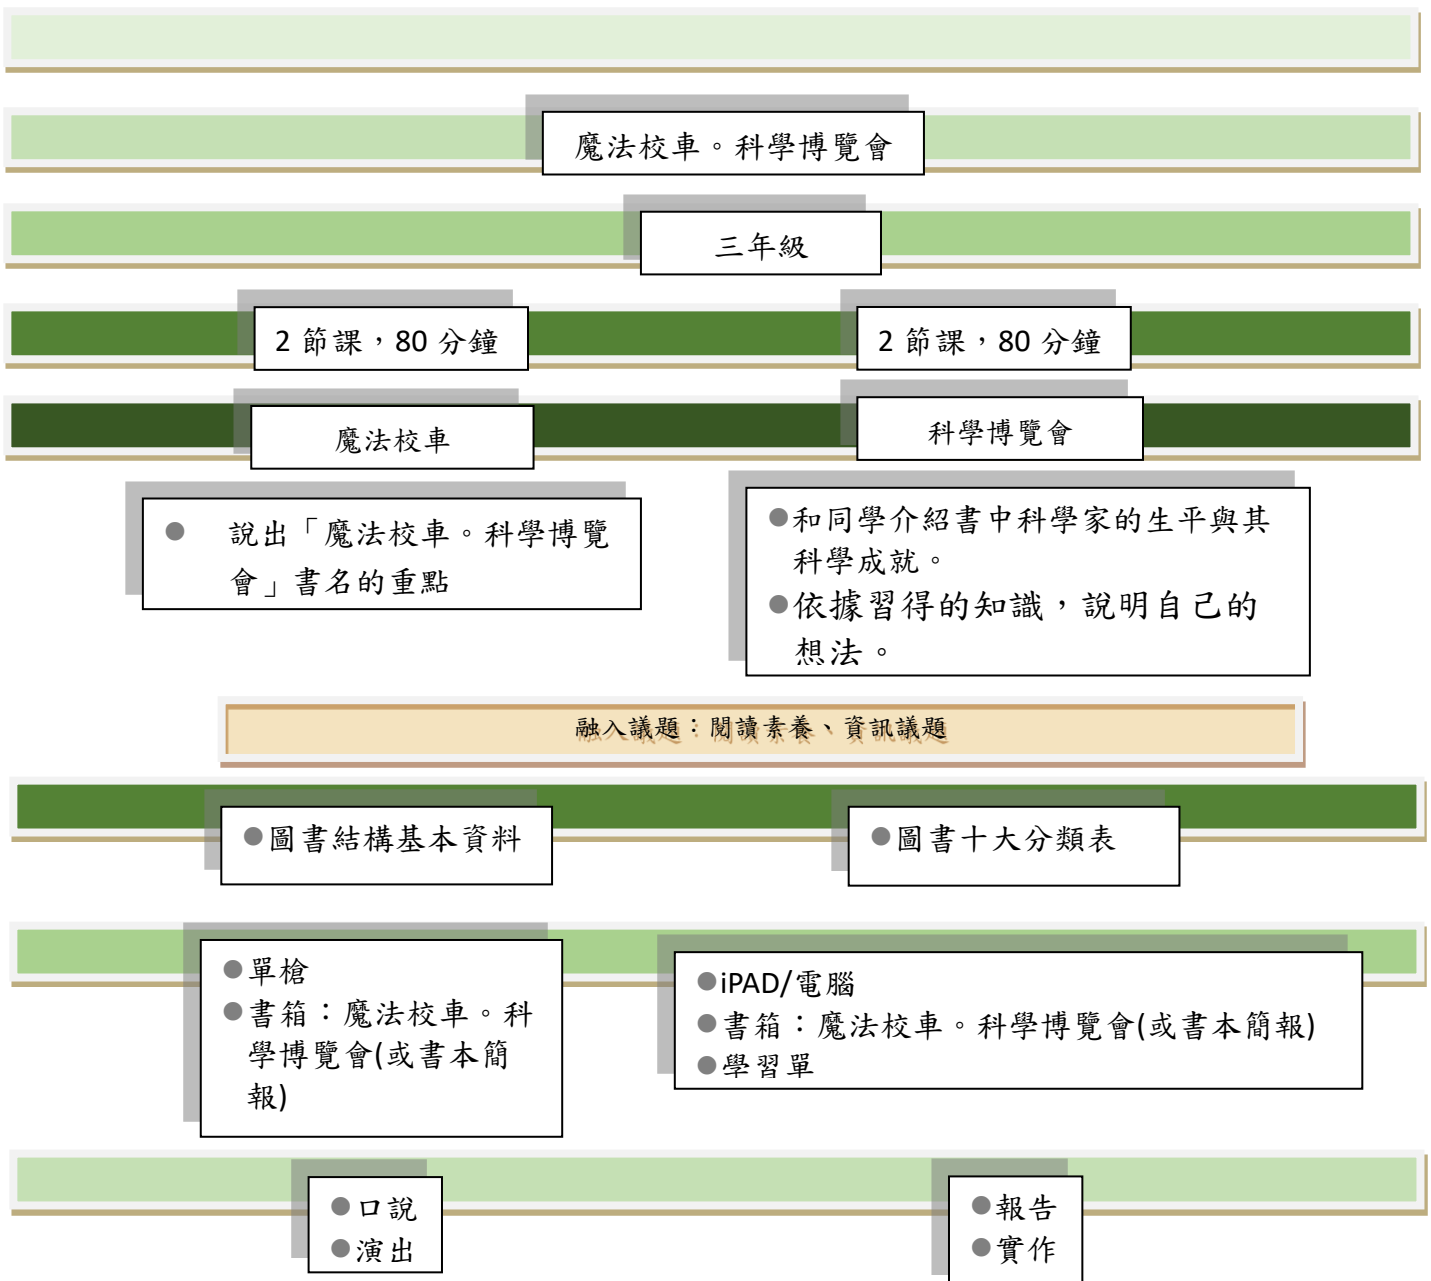 魔法校車。科學博覽會
三年級
2 節課，80 分鐘
2 節課，80 分鐘
魔法校車
科學博覽會
● 說出「魔法校車。科學博覽
會」書名的重點
●和同學介紹書中科學家的生平與其
科學成就。
●依據習得的知識，說明自己的
想法。
融入議題：閱讀素養、資訊議題
●圖書結構基本資料
●圖書十大分類表
●單槍
●書箱：魔法校車。科
學博覽會(或書本簡
報)
●iPAD/電腦
●書箱：魔法校車。科學博覽會(或書本簡報)
●學習單
●口說
●演出
●報告
●實作